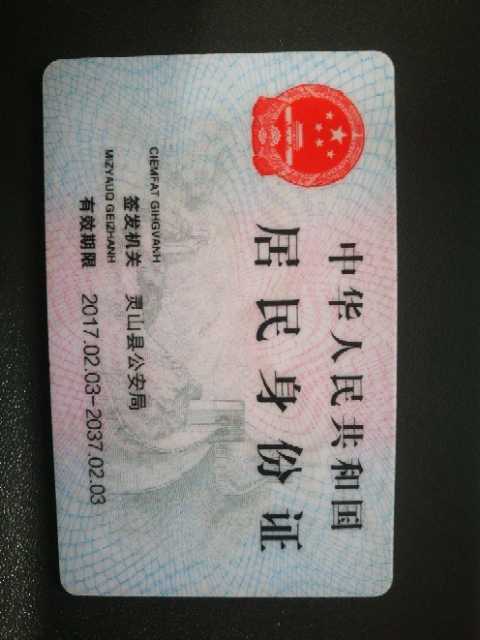 中华人民共和国
居民身份证
CIEMFAT GIHGVANH
签发机关 灵山县公安局
MIZYAUQ GEIZHANH
有效期限 2017.02.03-2037.02.03